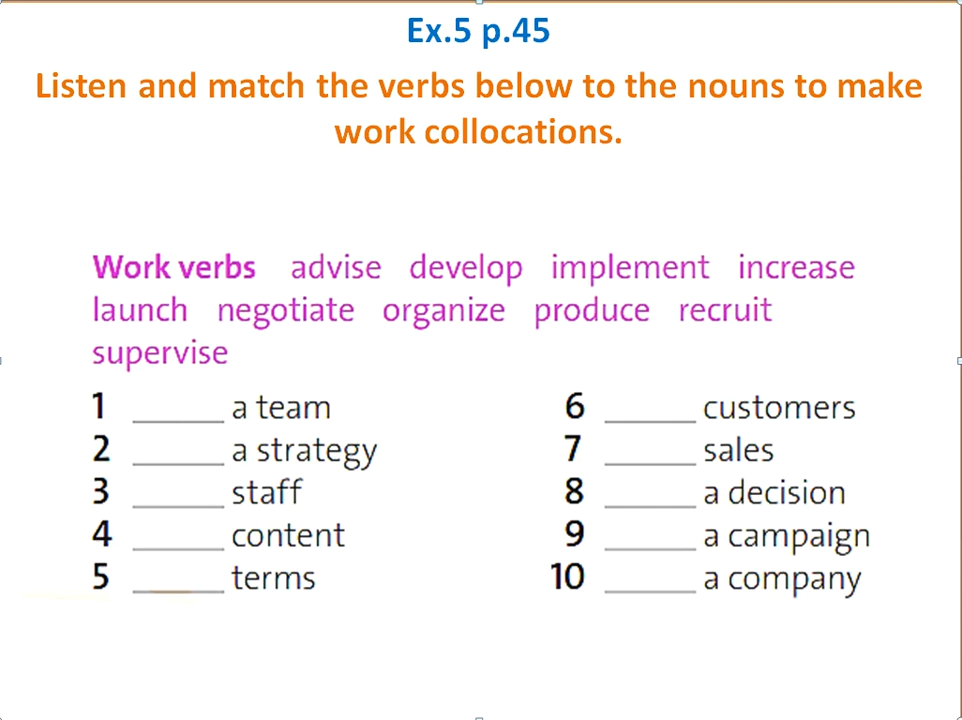 Ex.5 p.45
Listen and match the verbs below to the nouns to make
work collocations.
Work verbs advise develop implement increase
launch negotiate organize produce recruit
supervise
1 ______ a team
2 ______ a strategy
3 ______ staff
4 ______ content
5 ______ terms
6 ______ customers
7 ______ sales
8 ______ a decision
9 ______ a campaign
10 ______ a company